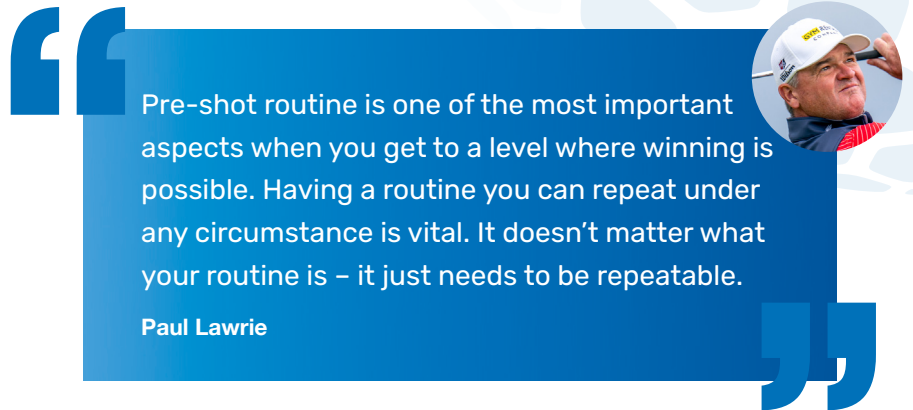 Pre-shot routine is one of the most important
aspects when you get to a level where winning is
possible. Having a routine you can repeat under
any circumstance is vital. It doesn’t matter what
your routine is – it just needs to be repeatable.
Paul Lawrie